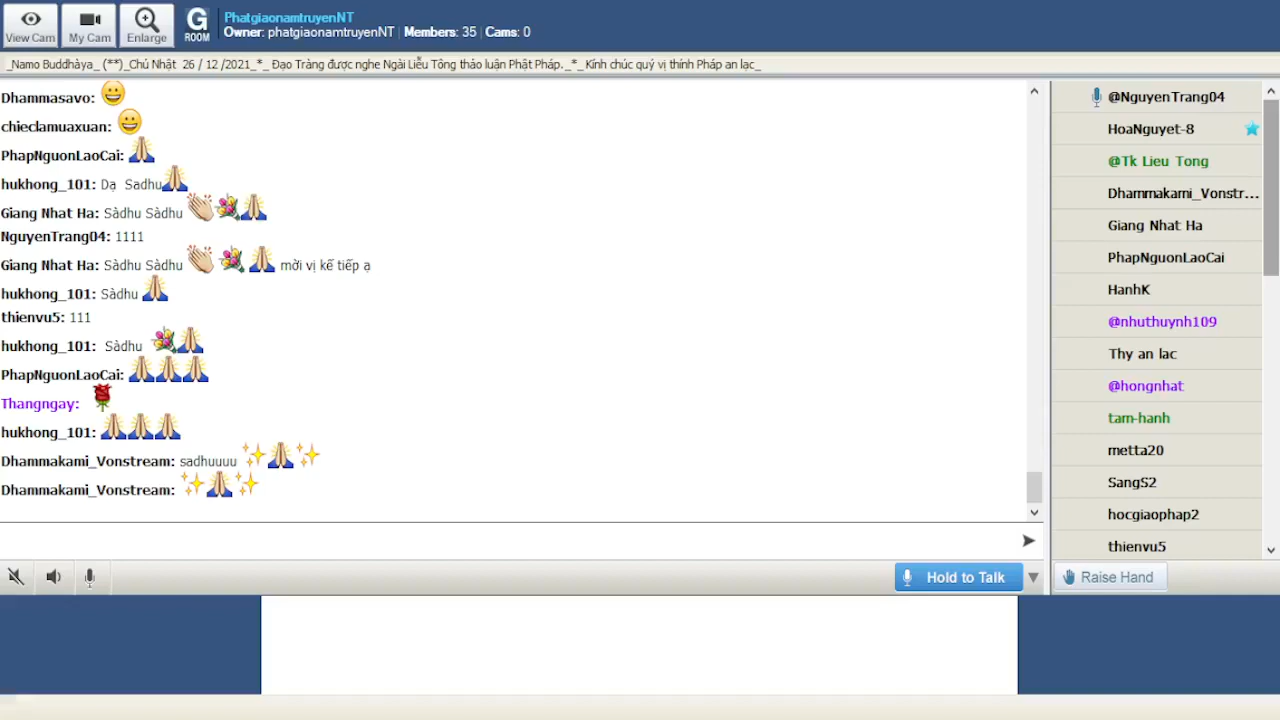 View Cam
My Cam
Enlarge
G
ROOM
PhatgiaonamtruyenNT
Owner: phatgiaonamtruyenNT | Members: 35 | Cams: 0
_Namo Buddhàya_ (**)_Chủ Nhật 26 / 12 /2021_*_ Đạo Tràng được nghe Ngài Liễu Tông thảo luận Phật Pháp._*_Kính chúc quý vị thính Pháp an lạc_
Dhammasavo:
chieclamuaxuan:
PhapNguonLaoCai:
hukhong_101: Dạ Sadhu
Giang Nhat Ha: Sàdhu Sàdhu
NguyenTrang04: 1111
Giang Nhat Ha: Sàdhu Sàdhu mời vị kế tiếp ạ
hukhong_101: Sàdhu
thienvu5: 111
hukhong_101: Sàdhu
PhapNguonLaoCai:
Thangngay:
hukhong_101:
Dhammakami_Vonstream: sadhuuuu
Dhammakami_Vonstream:
Hold to Talk
@NguyenTrang04
HoaNguyet-8
@Tk Lieu Tong
Dhammakami_Vonstr...
Giang Nhat Ha
PhapNguonLaoCai
HanhK
@nhuthuynh109
Thy an lac
@hongnhat
tam-hanh
metta20
SangS2
hocgiaophap2
thienvu5
Raise Hand